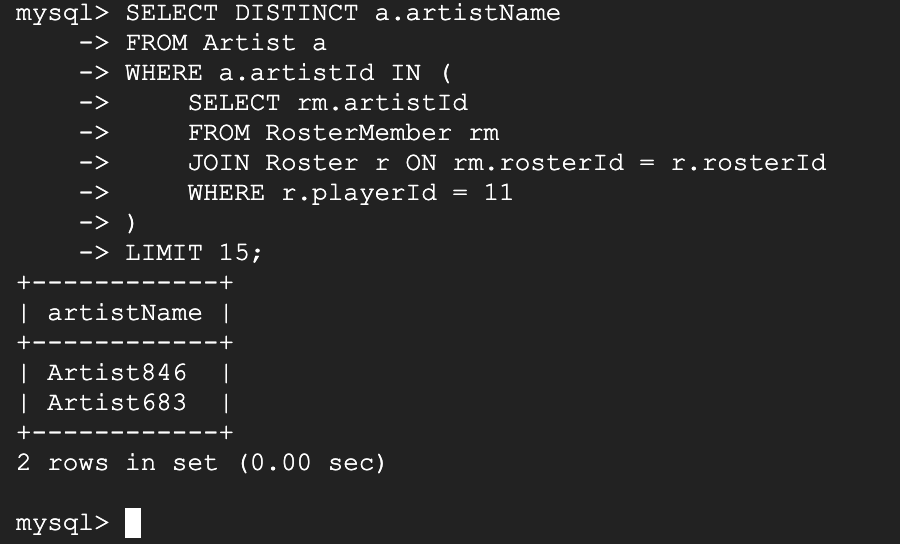 mysql> SELECT DISTINCT a.artistName
    -> FROM Artist a
    -> WHERE a.artistId IN (
    ->     SELECT rm.artistId
    ->     FROM RosterMember rm
    ->     JOIN Roster r ON rm.rosterId = r.rosterId
    ->     WHERE r.playerId = 11
    -> )
    -> LIMIT 15;
+------------+
| artistName |
+------------+
| Artist846  |
| Artist683  |
+------------+
2 rows in set (0.00 sec)
mysql>